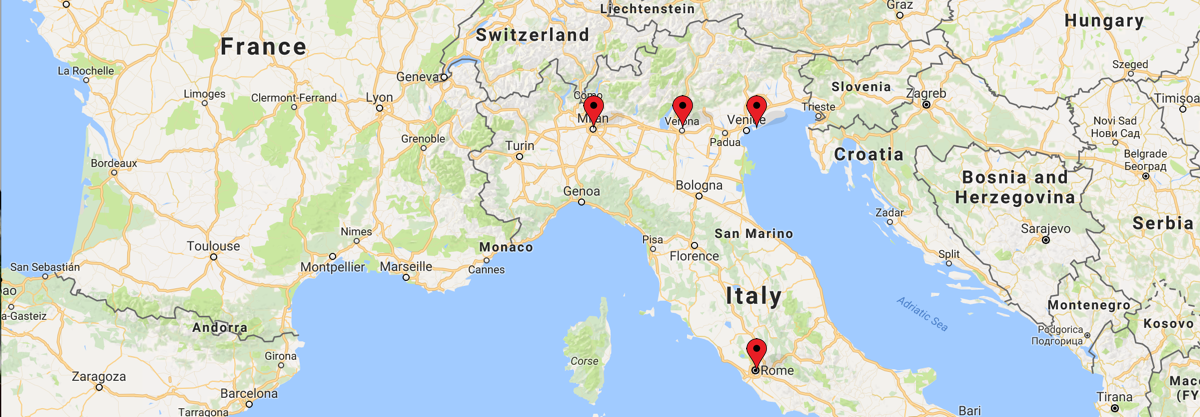 Liechtenstein
Graz
Switzerland
Hungary
France
La Rochelle
Geneva
Szeged
Limoges
Clermont-Ferrand
Lyon
Como
Slovenia
Zagreb
Timișoa
Milan
Verona
Venice
Trieste
Novi Sad
Нови Сад
Grenoble
Turin
Padua
Croatia
Belgrade
Београд
Bordeaux
Bosnia and
Herzegovina
Genoa
Bologna
Zadar
Serbia
Nimes
Toulouse
Monaco
Pisa
San Marino
Sarajevo
Florence
Split
San Sebastián
Montpellier
Marseille
Cannes
ao
a-Gasteiz
Italy
Adriatic Sea
Montenegro
Andorra
Podgorica
Подгорица
Kosovo
Girona
Corse
Rome
Zaragoza
Barcelona
Mac
(FY
Tirana
Tarragona
Bari